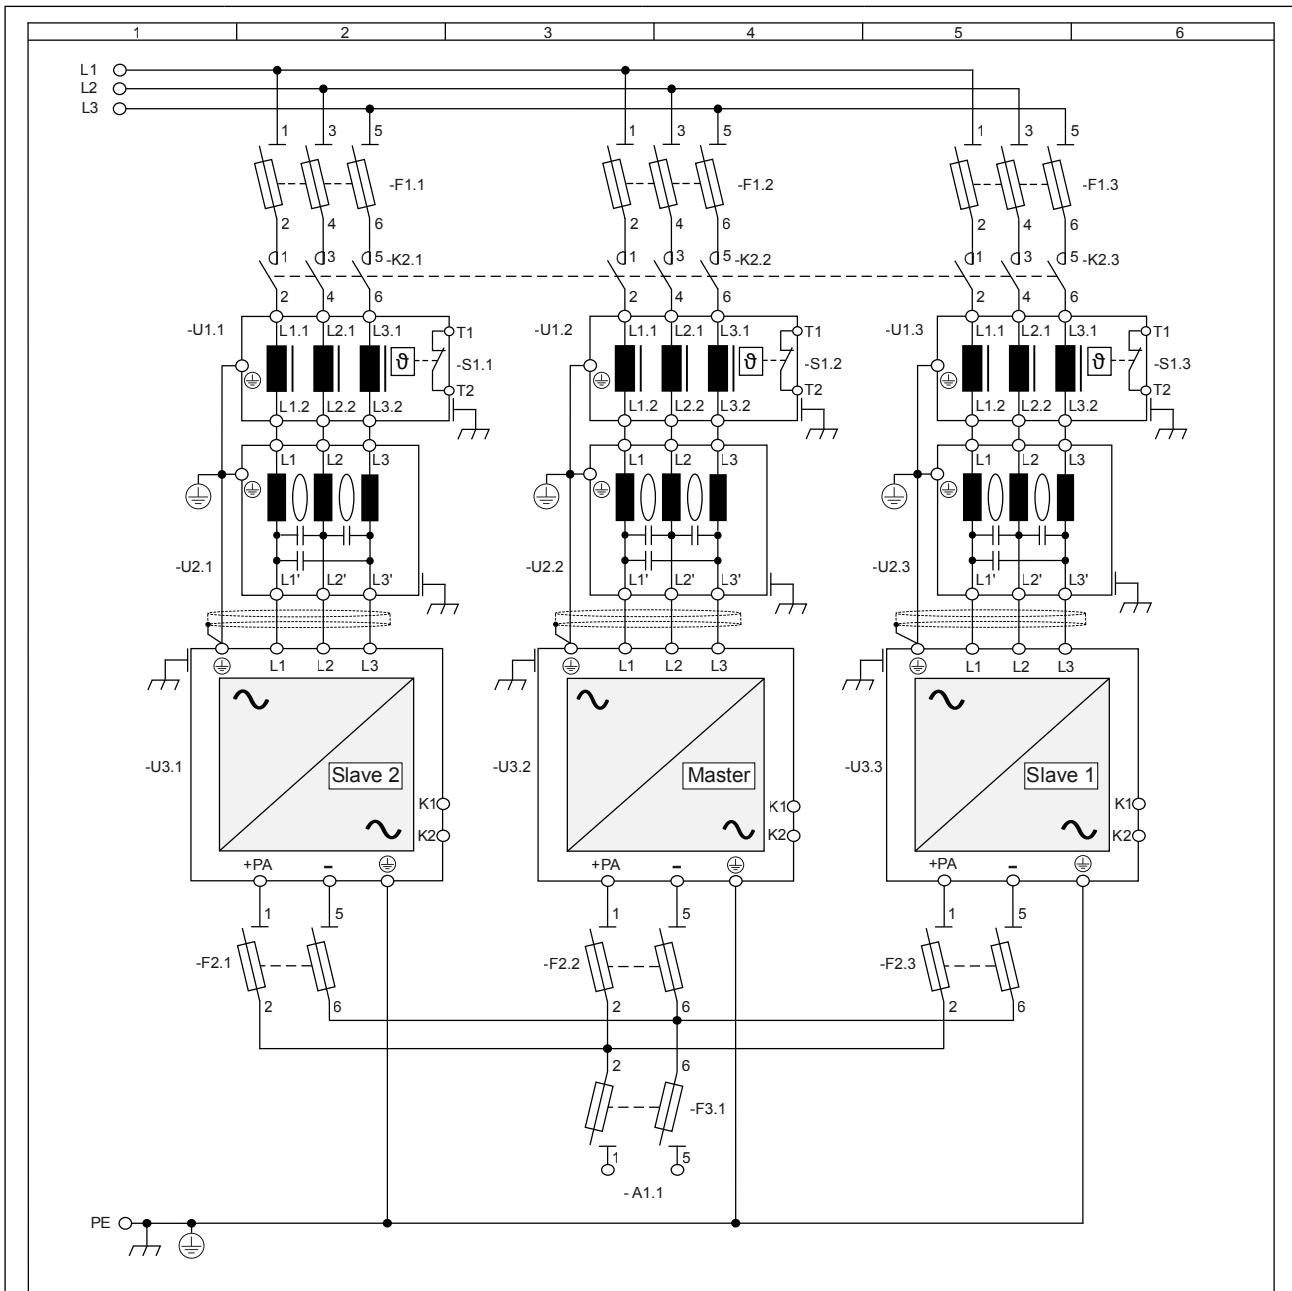 1 2 3 4 5 6
L1
L2
L3
1 3 5 1 3 5 1 3 5
-F1.1 -F1.2 -F1.3
2 4 6 2 4 6 2 4 6
1 3 5 -K2.1 1 3 5 -K2.2 1 3 5 -K2.3
2 4 6 2 4 6 2 4 6
-U1.1 L1.1 L2.1 L3.1 T1 -U1.2 L1.1 L2.1 L3.1 T1 -U1.3 L1.1 L2.1 L3.1 T1
ϑ -S1.1 ϑ -S1.2 ϑ -S1.3
T2 T2 T2
L1.2 L2.2 L3.2 L1.2 L2.2 L3.2 L1.2 L2.2 L3.2
L1 L2 L3 L1 L2 L3 L1 L2 L3
-U2.1 -U2.2 -U2.3
L1' L2' L3' L1' L2' L3' L1' L2' L3'
L1 L2 L3 L1 L2 L3 L1 L2 L3
-U3.1 Slave 2 -U3.2 Master -U3.3 Slave 1
K1 K1 K1
K2 K2 K2
+PA - +PA - +PA -
1 5 1 5 1 5
-F2.1 -F2.2 -F2.3
2 6 2 6 2 6
2 6
-F3.1
1 5
- A1.1
PE